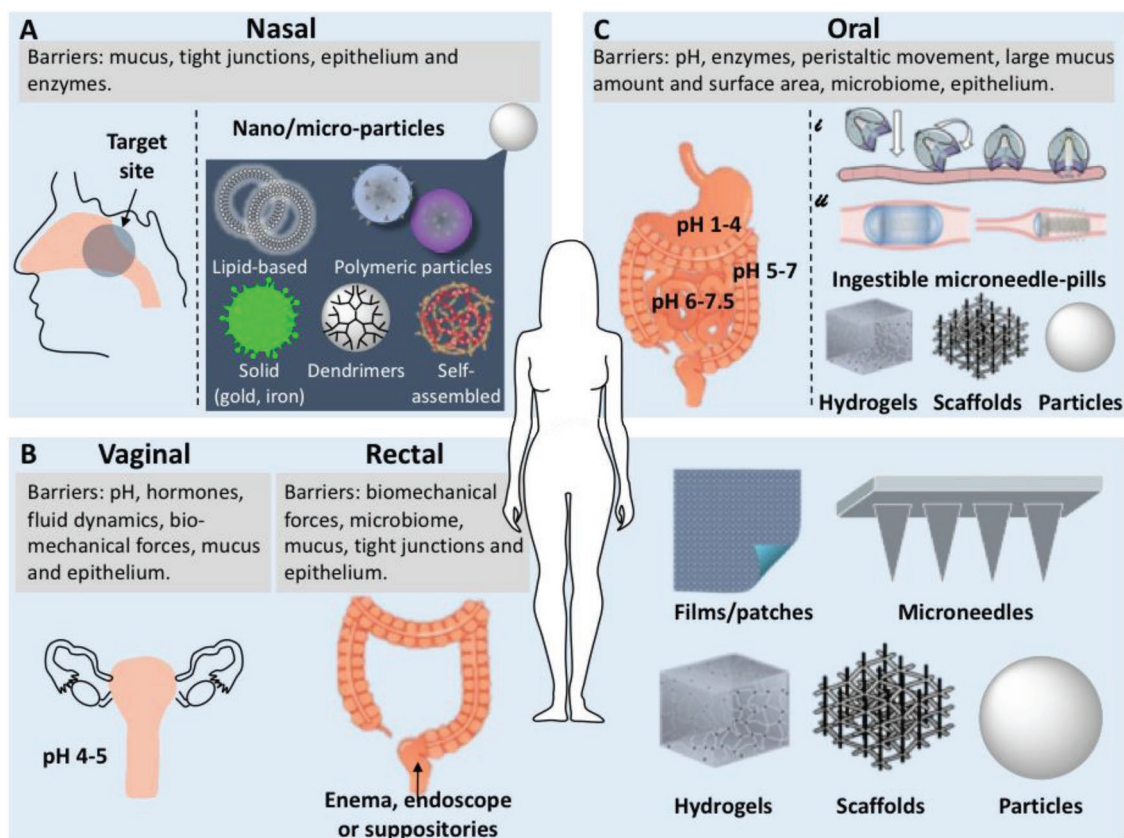 A
Nasal
Barriers: mucus, tight junctions, epithelium and
enzymes.
Target
site
Nano/micro-particles
Lipid-based
Polymeric particles
Solid
(gold, iron)
Dendrimers
Self-
assembled
C
Oral
Barriers: pH, enzymes, peristaltic movement, large mucus
amount and surface area, microbiome, epithelium.
pH 1-4
pH 5-7
pH 6-7.5
i
ii
Ingestible microneedle-pills
Hydrogels
Scaffolds
Particles
B
Vaginal
Barriers: pH, hormones,
fluid dynamics, bio-
mechanical forces, mucus
and epithelium.
pH 4-5
Rectal
Barriers: biomechanical
forces, microbiome,
mucus, tight junctions and
epithelium.
Enema, endoscope
or suppositories
Films/patches
Microneedles
Hydrogels
Scaffolds
Particles